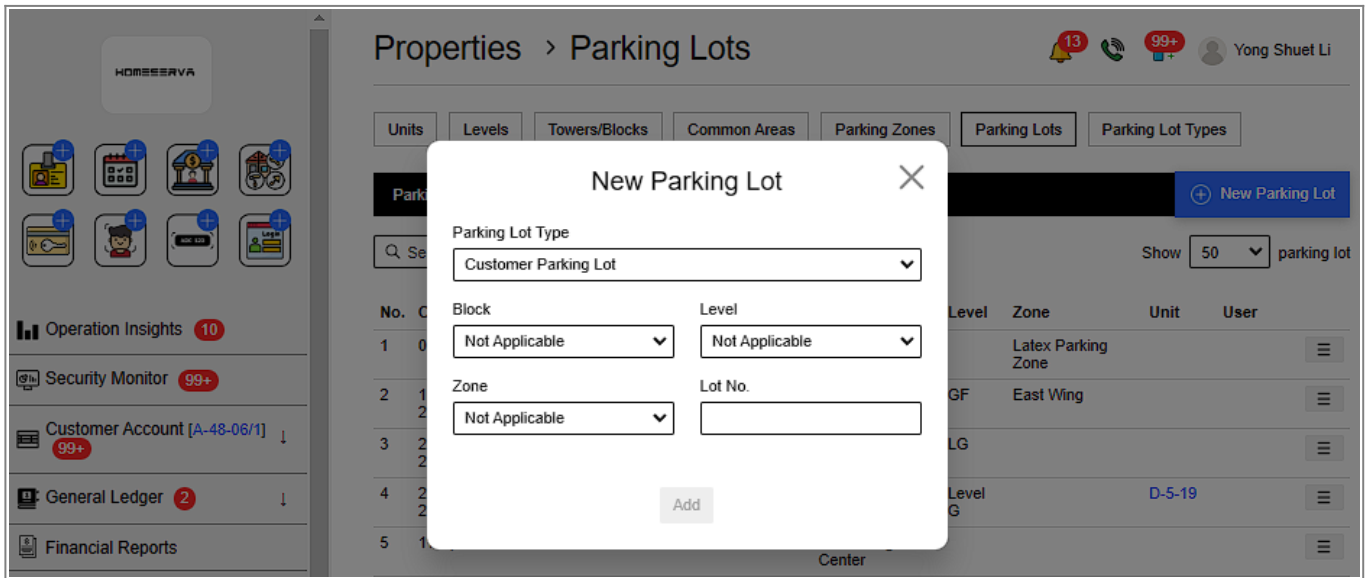 HOMESERVA
Properties > Parking Lots
13
99+
Yong Shuet Li
Units Levels Towers/Blocks Common Areas Parking Zones Parking Lots Parking Lot Types
New Parking Lot
New Parking Lot
Parking Lot Type
Customer Parking Lot
Show 50 parking lot
Block Level
Not Applicable Not Applicable
Zone Lot No.
Not Applicable
Add
No. Level Zone Unit User
1 Latex Parking
Zone
2 GF East Wing
3 LG
4 Level
G D-5-19
5
Center
Operation Insights 10
Security Monitor 99+
Customer Account [A-48-06/1] ↓
99+
General Ledger 2 ↓
Financial Reports